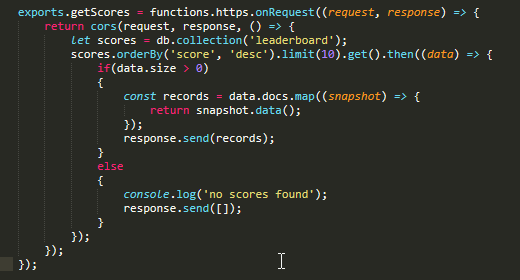 exports.getScores = functions.https.onRequest((request, response) => {
    return cors(request, response, () => {
        let scores = db.collection('leaderboard');
        scores.orderBy('score', 'desc').limit(10).get().then((data) => {
            if(data.size > 0)
            {
                const records = data.docs.map((snapshot) => {
                    return snapshot.data();
                });
                response.send(records);
            }
            else
            {
                console.log('no scores found');
                response.send([]);
            }
        });
    });
});